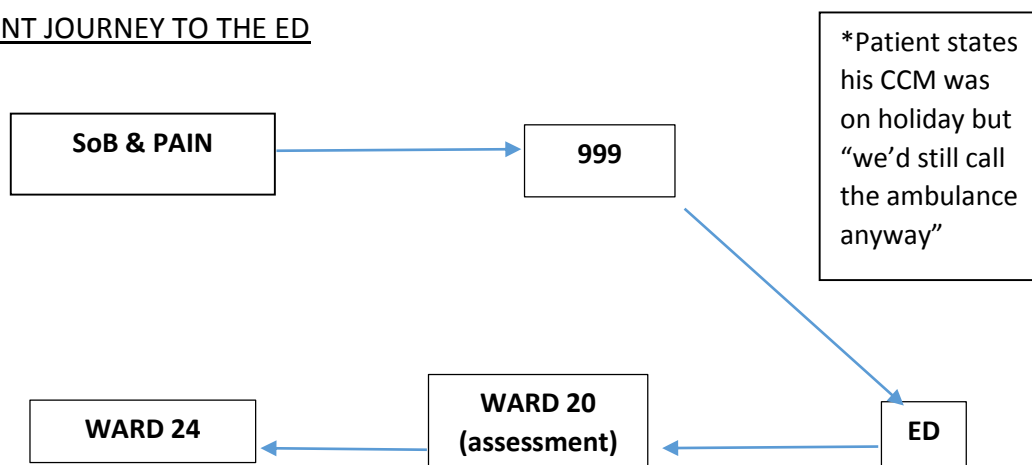 NT JOURNEY TO THE ED
*Patient states
his CCM was
on holiday but
“we’d still call
the ambulance
anyway”
SoB & PAIN
999
WARD 24
WARD 20
(assessment)
ED